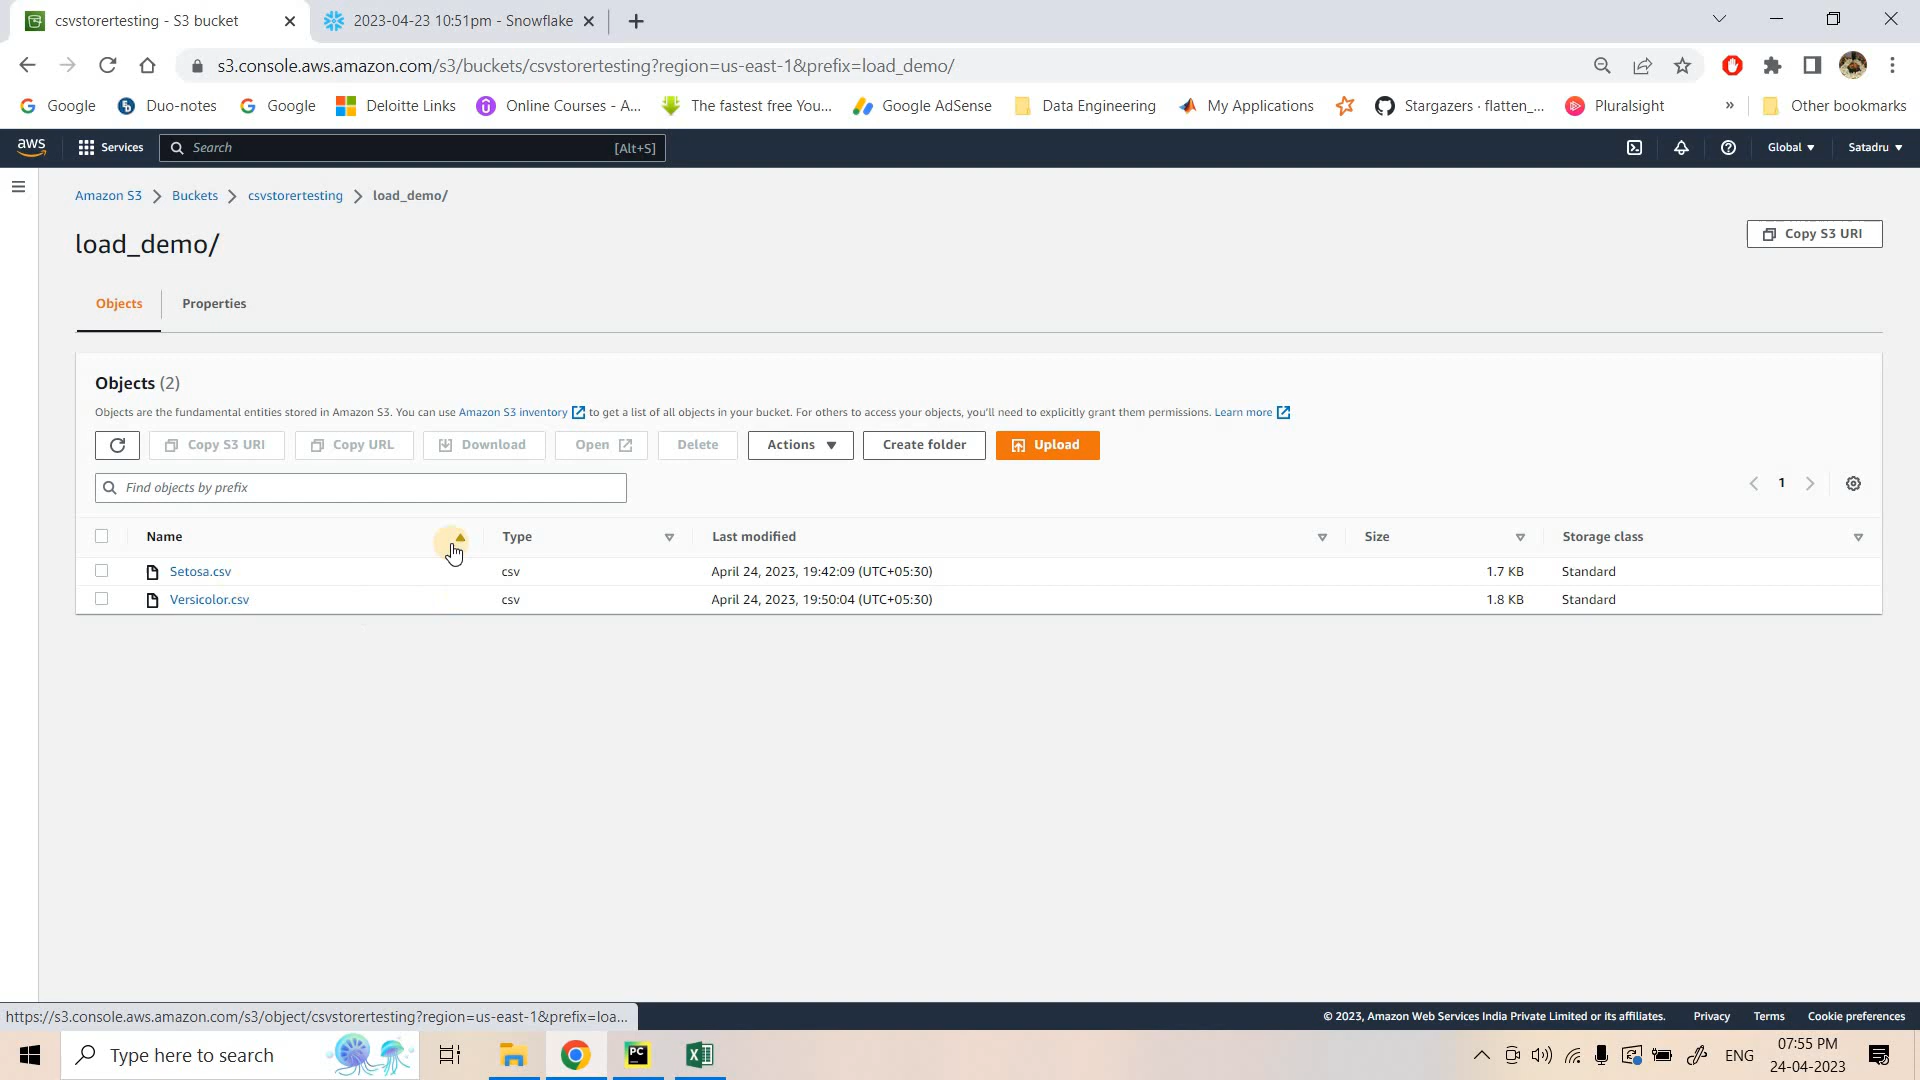 csvstorertesting - S3 bucket
2023-04-23 10:51pm - Snowflake
s3.console.aws.amazon.com/s3/buckets/csvstorertesting?region=us-east-1&prefix=load_demo/
Google
Duo-notes
Google
Deloitte Links
Online Courses - A...
The fastest free You...
Google AdSense
Data Engineering
My Applications
Stargazers · flatten_...
Pluralsight
»
Other bookmarks
aws
Services
Search
[Alt+S]
Global
Satadru
Amazon S3
Buckets
csvstorertesting
load_demo/
load_demo/
Copy S3 URI
Objects
Properties
Objects (2)
Objects are the fundamental entities stored in Amazon S3. You can use Amazon S3 inventory to get a list of all objects in your bucket. For others to access your objects, you'll need to explicitly grant them permissions. Learn more
Copy S3 URI
Copy URL
Download
Open
Delete
Actions
Create folder
Upload
Find objects by prefix
1
Name
Type
Last modified
Size
Storage class
Setosa.csv
csv
April 24, 2023, 19:42:09 (UTC+05:30)
1.7 KB
Standard
Versicolor.csv
csv
April 24, 2023, 19:50:04 (UTC+05:30)
1.8 KB
Standard
https://s3.console.aws.amazon.com/s3/object/csvstorertesting?region=us-east-1&prefix=loa...
© 2023, Amazon Web Services India Private Limited or its affiliates.
Privacy
Terms
Cookie preferences
Type here to search
PC
ENG
07:55 PM
24-04-2023